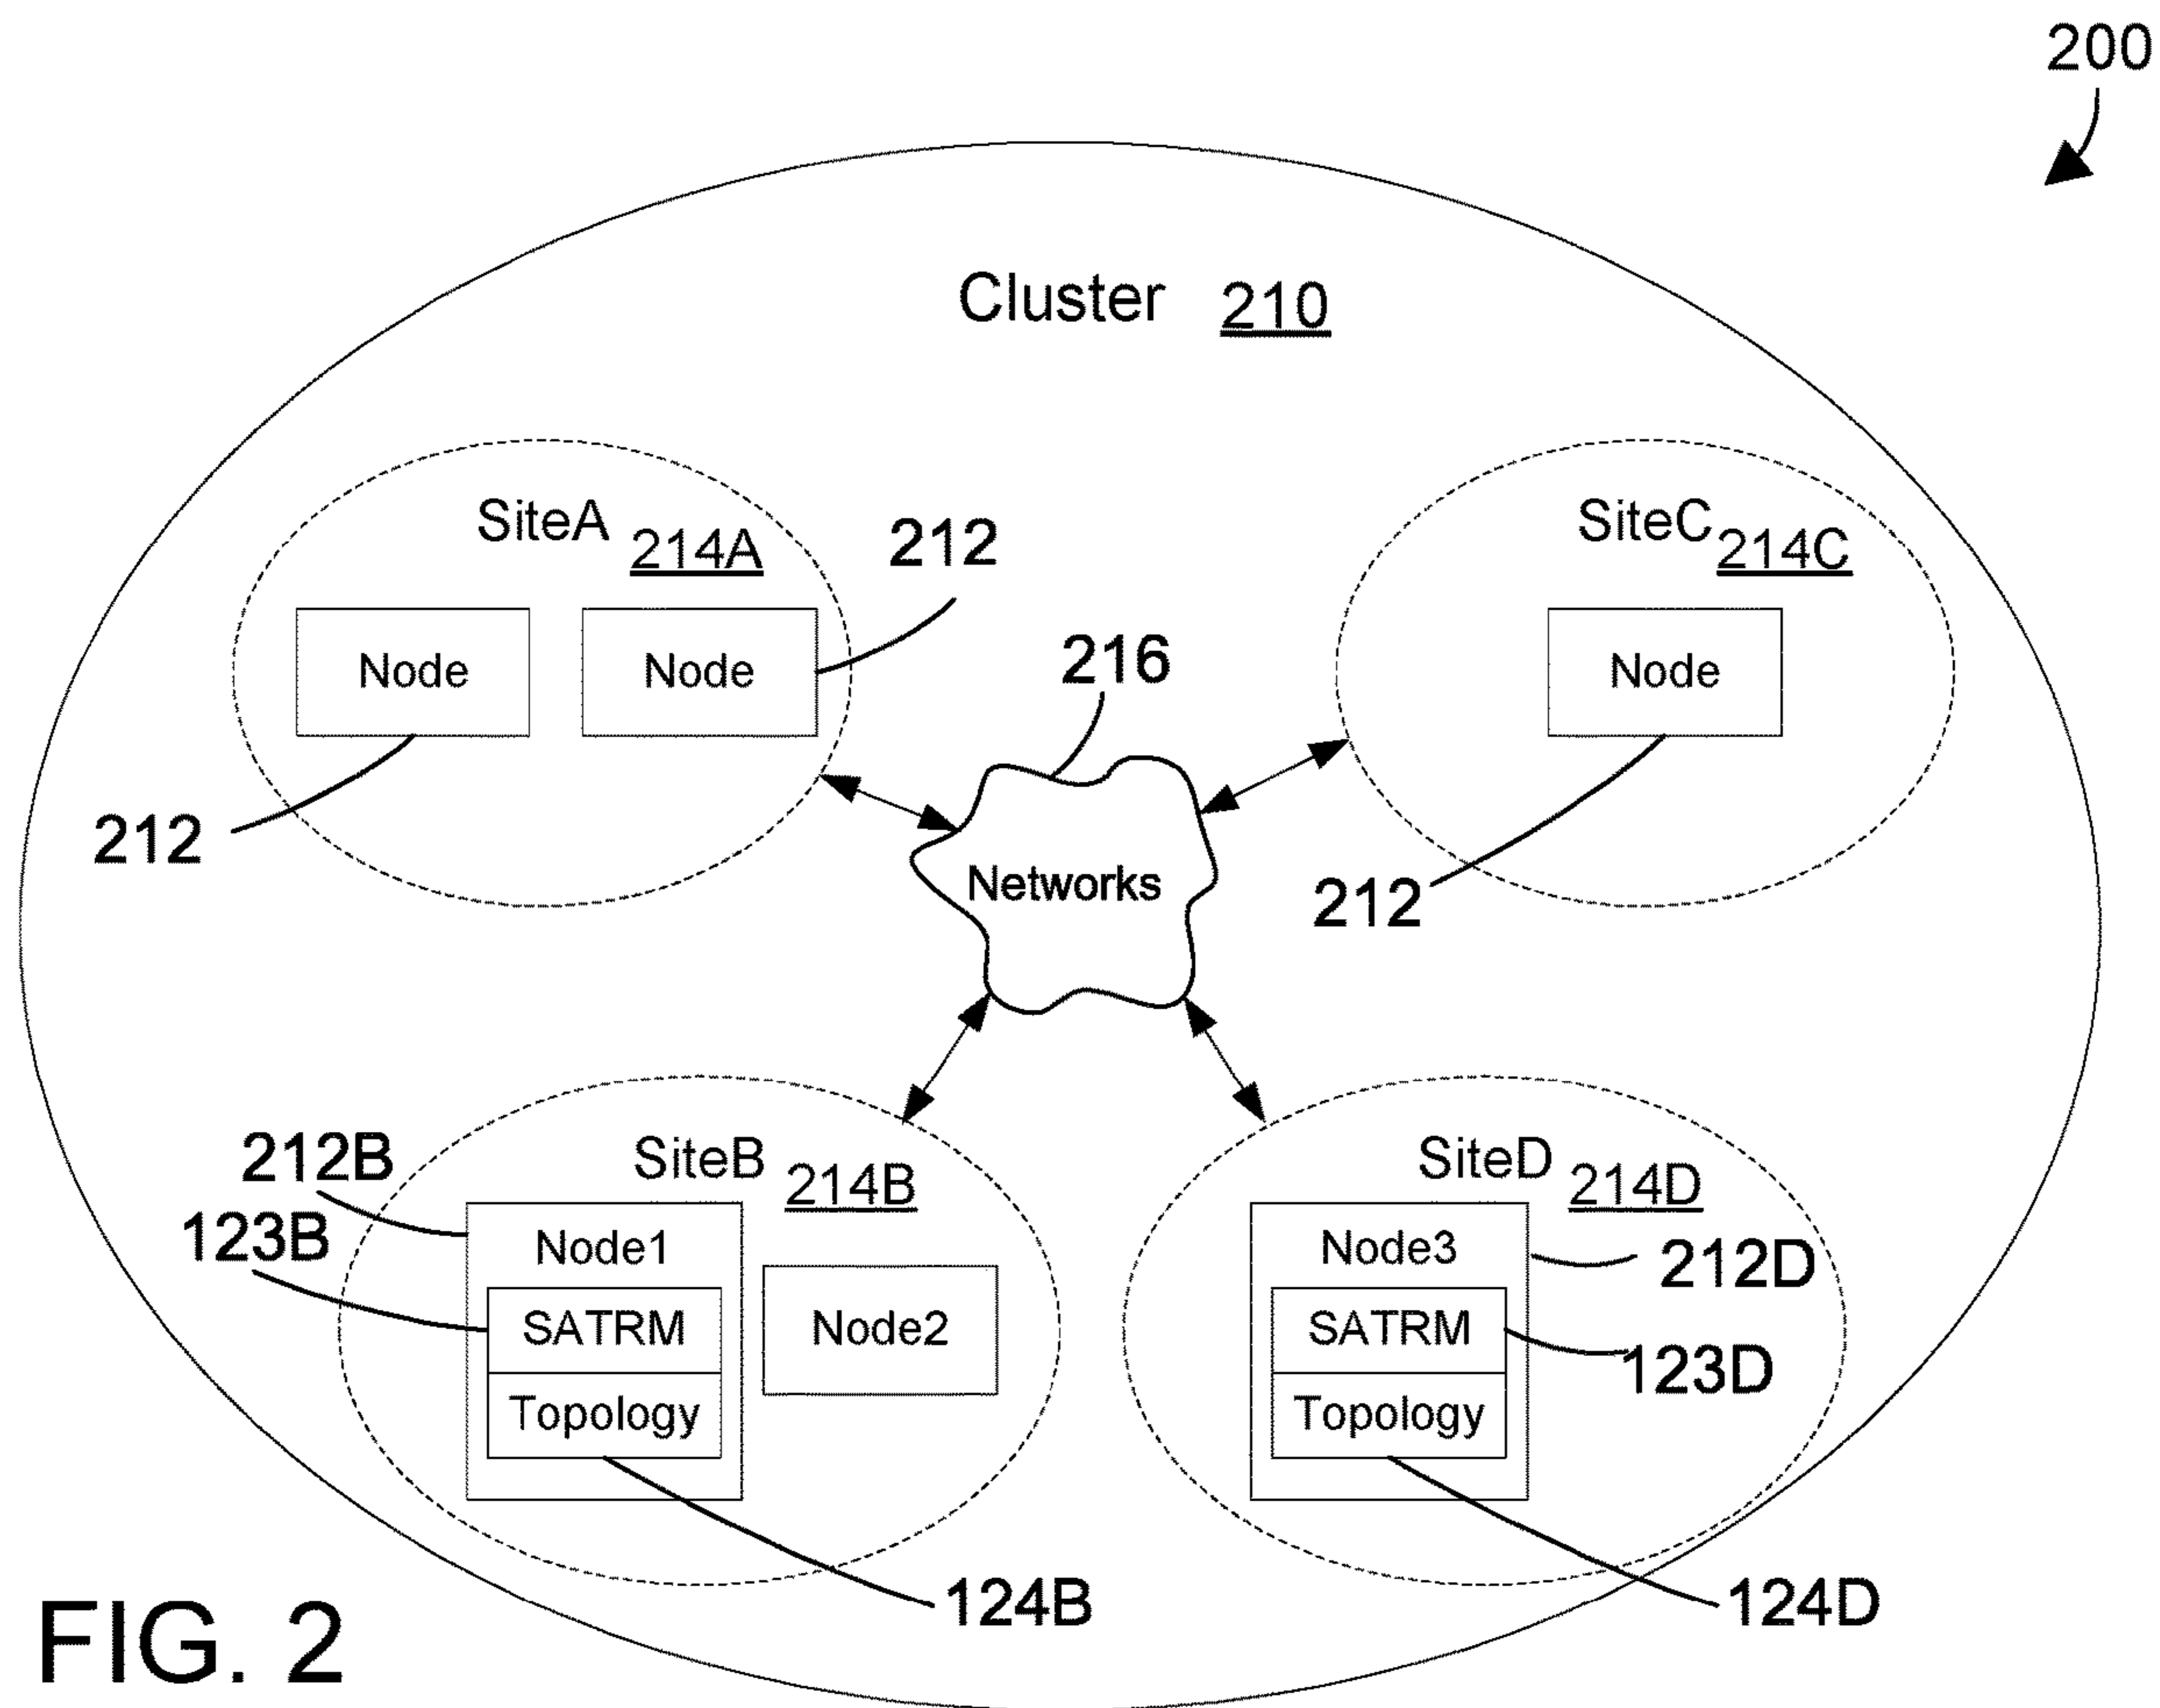 200
Cluster 210
SiteA 214A
212
SiteC 214C
Node
Node
216
Node
212
Networks
212
212B
SiteB 214B
SiteD 214D
123B
Node1
Node3
212D
SATRM
Node2
SATRM
123D
Topology
Topology
124B
124D
FIG. 2